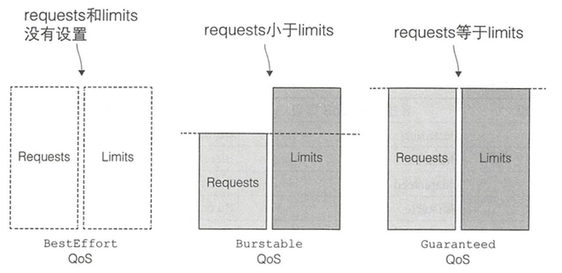 requests和limits
没有设置
requests小于limits
requests等于limits
Requests
Limits
Requests
Limits
Requests
Limits
BestEffort
QoS
Burstable
QoS
Guaranteed
QoS